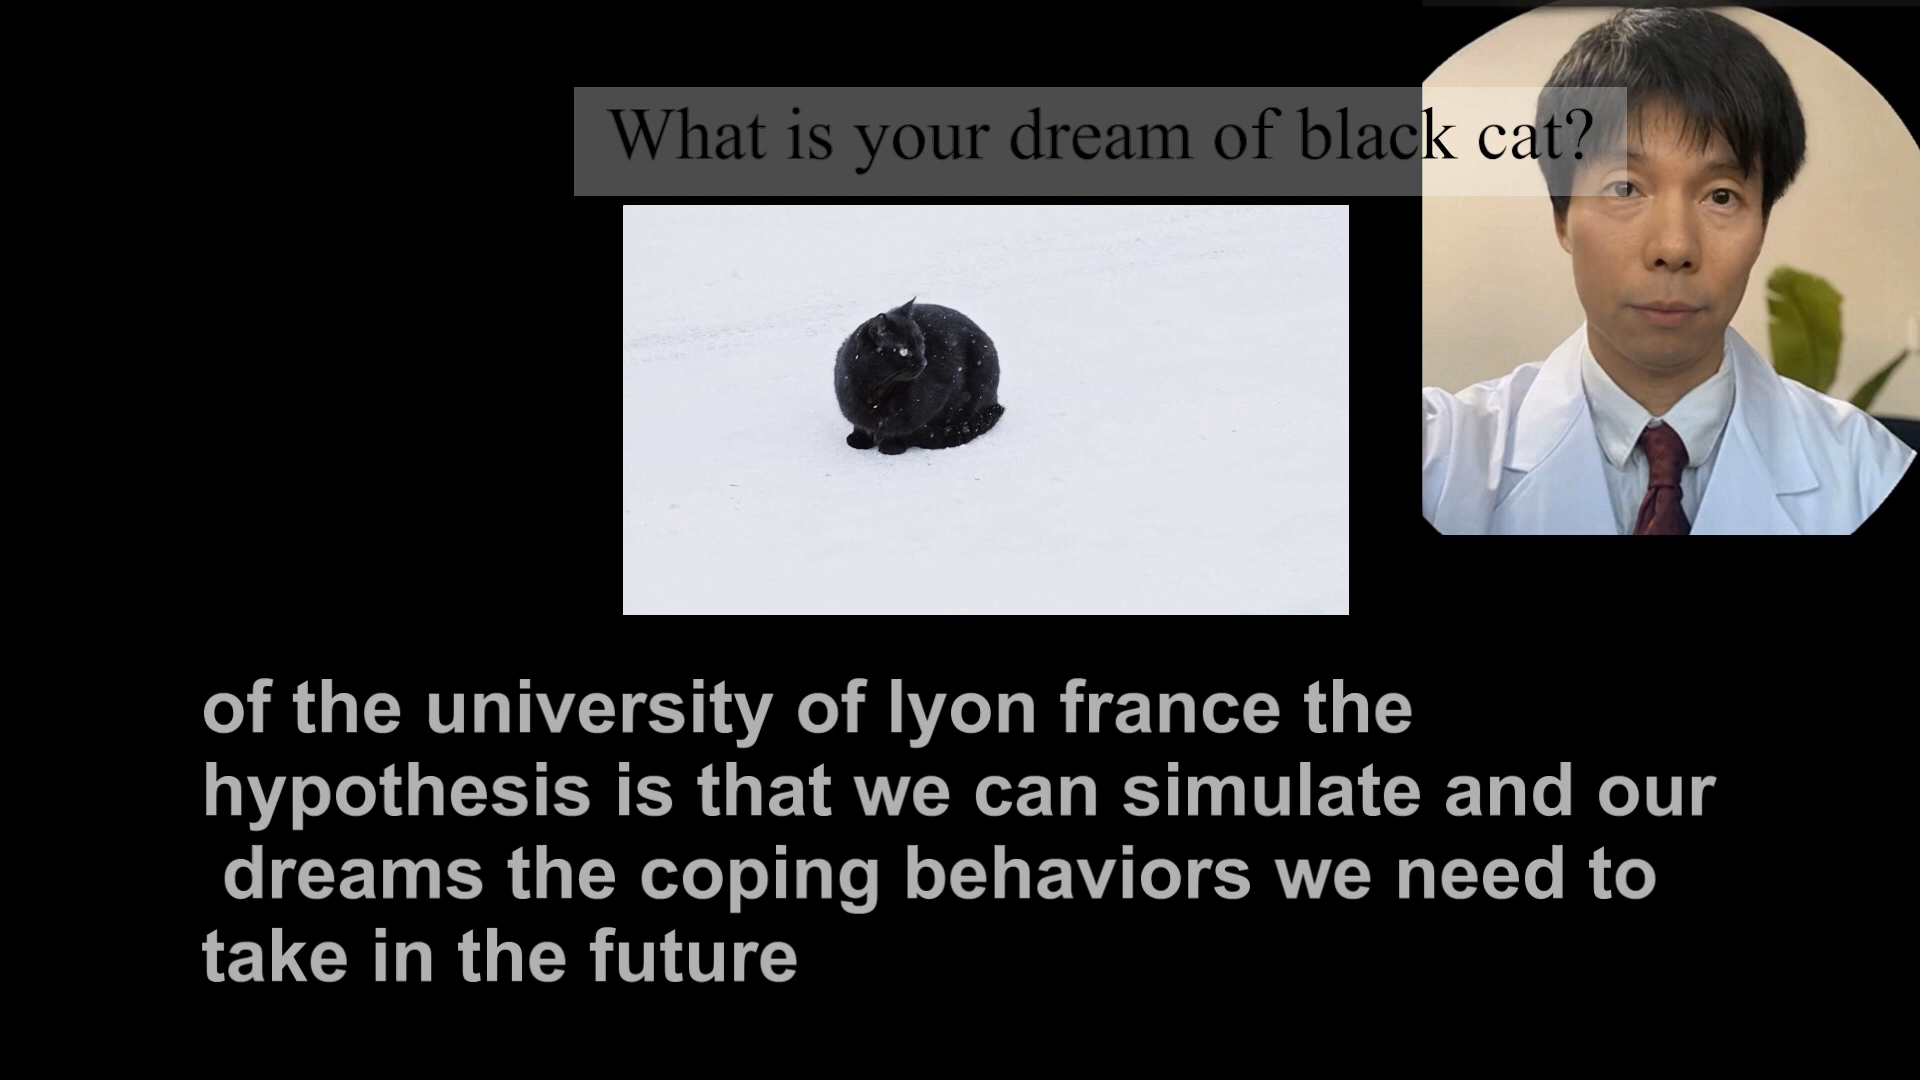 What is your dream of black cat?
of the university of lyon france the
hypothesis is that we can simulate and our
dreams the coping behaviors we need to
take in the future